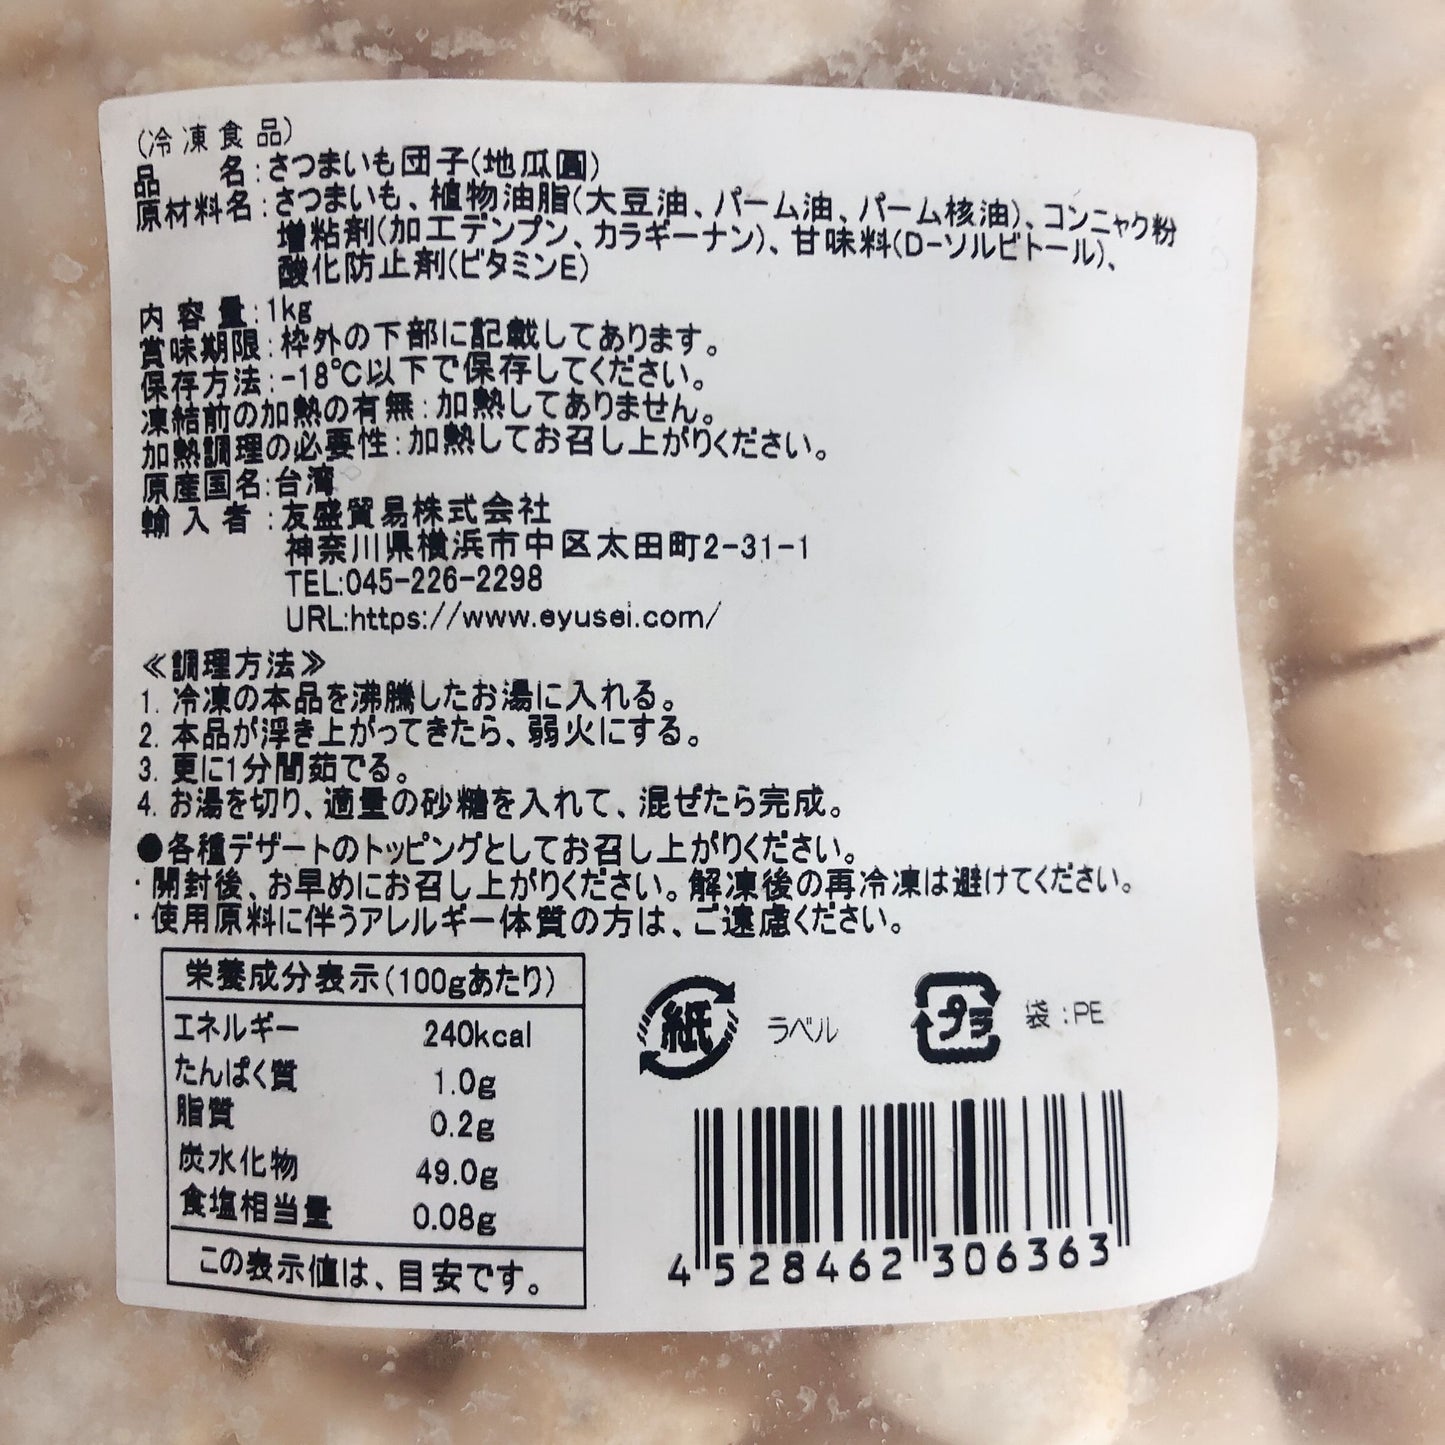 (冷凍食品)
品名:さつまいも団子(地瓜圓)
原材料名:さつまいも、植物油脂(大豆油、パーム油、パーム核油)、コンニャク粉
増粘剤(加工デンプン、カラギーナン)、甘味料(D-ソルビトール)、
酸化防止剤(ビタミンE)
内容量:1kg
賞味期限:枠外の下部に記載してあります。
保存方法:-18℃以下で保存してください。
凍結前の加熱の有無:加熱してありません。
加熱調理の必要性:加熱してお召し上がりください。
原産国名:台湾
輸入者:友盛貿易株式会社
神奈川県横浜市中区太田町2-31-1
TEL:045-226-2298
URL:https://www.eyusei.com/
≪調理方法≫
1. 冷凍の本品を沸騰したお湯に入れる。
2. 本品が浮き上がってきたら、弱火にする。
3. 更に1分間茹でる。
4. お湯を切り、適量の砂糖を入れて、混ぜたら完成。
●各種デザートのトッピングとしてお召し上がりください。
・開封後、お早めにお召し上がりください。解凍後の再冷凍は避けてください。
・使用原料に伴うアレルギー体質の方は、ご遠慮ください。
栄養成分表示(100gあたり)
エネルギー 240kcal
たんぱく質 1.0g
脂質 0.2g
炭水化物 49.0g
食塩相当量 0.08g
この表示値は、目安です。
紙 ラベル プラ 袋:PE
4 528462 306363